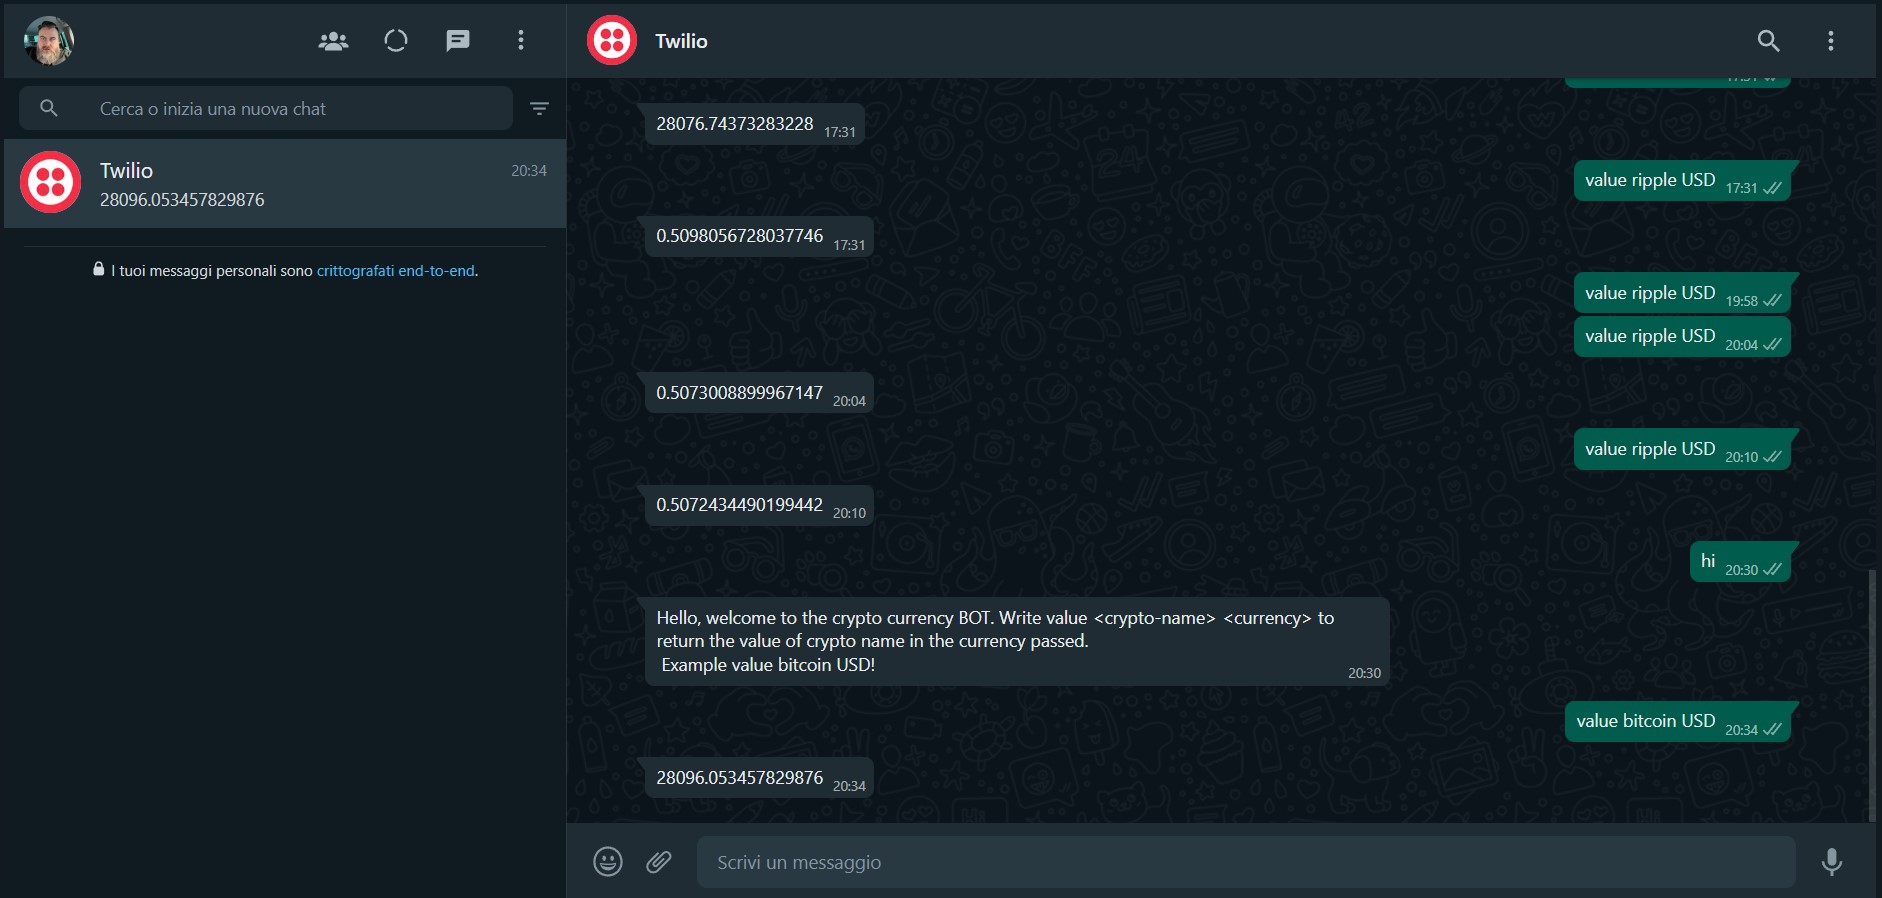 Cerca o inizia una nuova chat
Twilio
20:34
28096.053457829876
I tuoi messaggi personali sono crittografati end-to-end.
Twilio
28076.74373283228 17:31
value ripple USD 17:31
0.5098056728037746 17:31
value ripple USD 19:58
value ripple USD 20:04
0.5073008899967147 20:04
value ripple USD 20:10
0.5072434490199442 20:10
hi 20:30
Hello, welcome to the crypto currency BOT. Write value <crypto-name> <currency> to
return the value of crypto name in the currency passed.
Example value bitcoin USD!
20:30
value bitcoin USD 20:34
28096.053457829876 20:34
Scrivi un messaggio